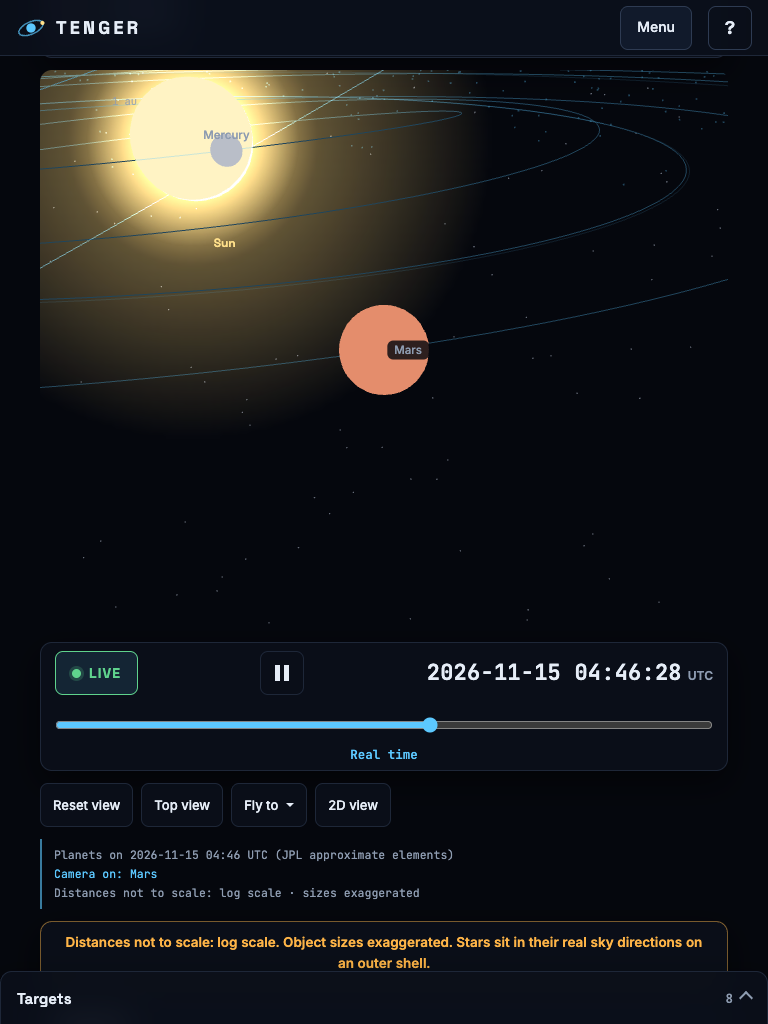 TENGER
Menu
?
1 au
Mercury
Sun
Mars
LIVE
2026-11-15 04:46:28 UTC
Real time
Reset view
Top view
Fly to
2D view
Planets on 2026-11-15 04:46 UTC (JPL approximate elements)
Camera on: Mars
Distances not to scale: log scale · sizes exaggerated
Distances not to scale: log scale. Object sizes exaggerated. Stars sit in their real sky directions on
an outer shell.
Targets
8